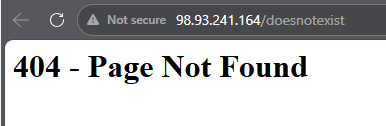 Not secure 98.93.241.164/doesnotexist
404 - Page Not Found